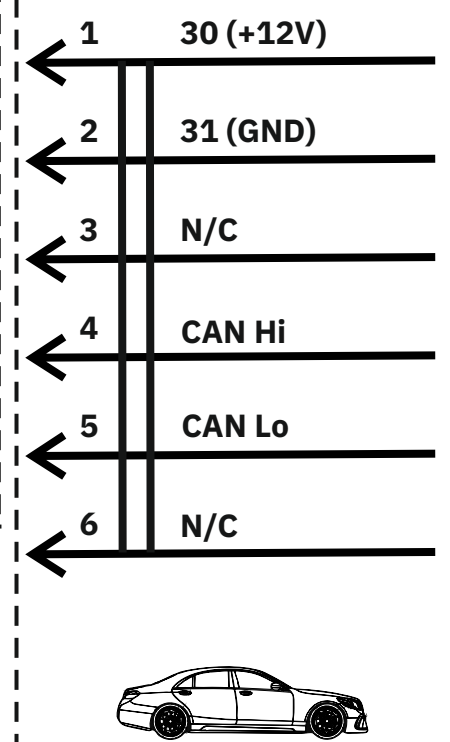 1 30 (+12V)
2 31 (GND)
3 N/C
4 CAN Hi
5 CAN Lo
6 N/C